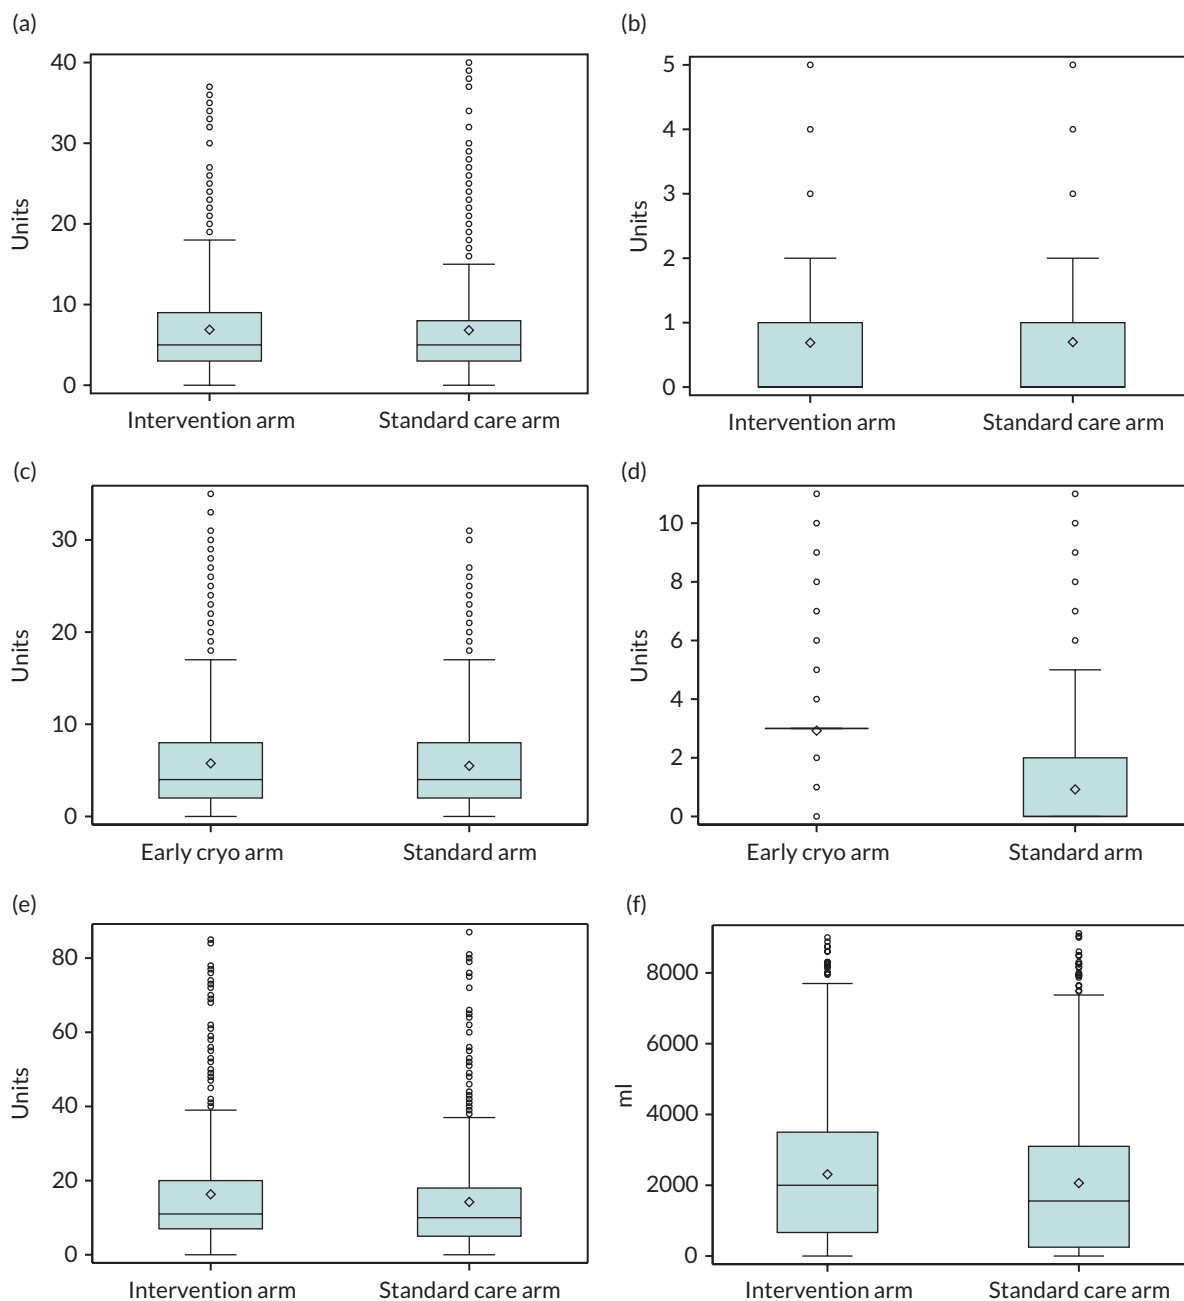 (a)
40
30
20
10
0
Units
Intervention arm
Standard care arm
(b)
5
4
3
2
1
0
Units
Intervention arm
Standard care arm
(c)
30
20
10
0
Units
Early cryo arm
Standard arm
(d)
10
8
6
4
2
0
Units
Early cryo arm
Standard arm
(e)
80
60
40
20
0
Units
Intervention arm
Standard care arm
(f)
8000
6000
4000
2000
0
ml
Intervention arm
Standard care arm